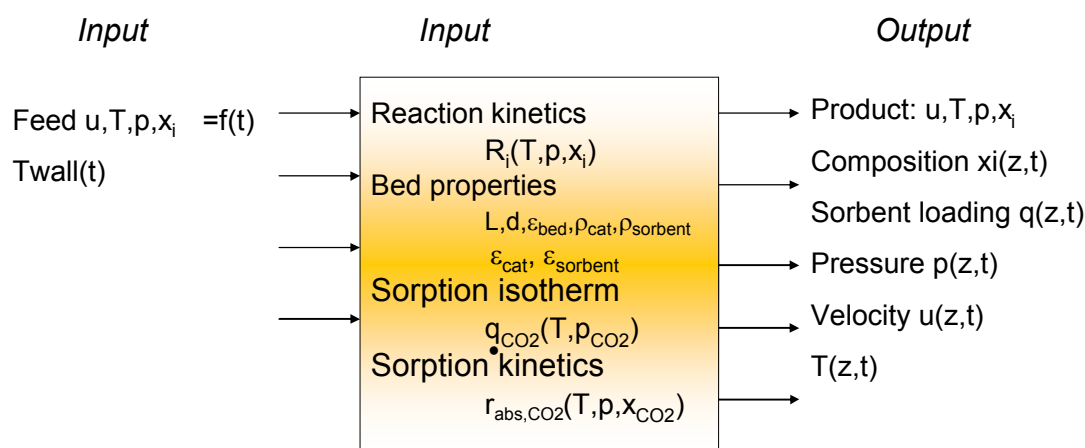 Input
Input
Output
Feed u,T,p,xi =f(t)
Twall(t)
Reaction kinetics
Ri(T,p,xi)
Bed properties
L,d,εbed,ρcat,ρsorbent
εcat, εsorbent
Sorption isotherm
qCO2(T,pCO2)
Sorption kinetics
rabs,CO2(T,p,xCO2)
Product: u,T,p,xi
Composition xi(z,t)
Sorbent loading q(z,t)
Pressure p(z,t)
Velocity u(z,t)
T(z,t)